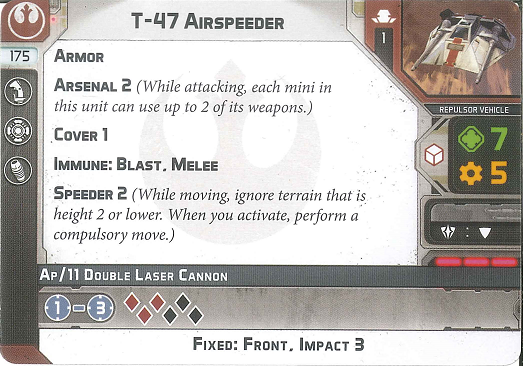 T-47 Airspeeder
175
1
Armor
Arsenal 2 (While attacking, each mini in
this unit can use up to 2 of its weapons.)
Cover 1
Immune: Blast, Melee
Speeder 2 (While moving, ignore terrain that is
height 2 or lower. When you activate, perform a
compulsory move.)
Repulsor Vehicle
7
5
:
Ap/11 Double Laser Cannon
1 - 3
Fixed: Front, Impact 3